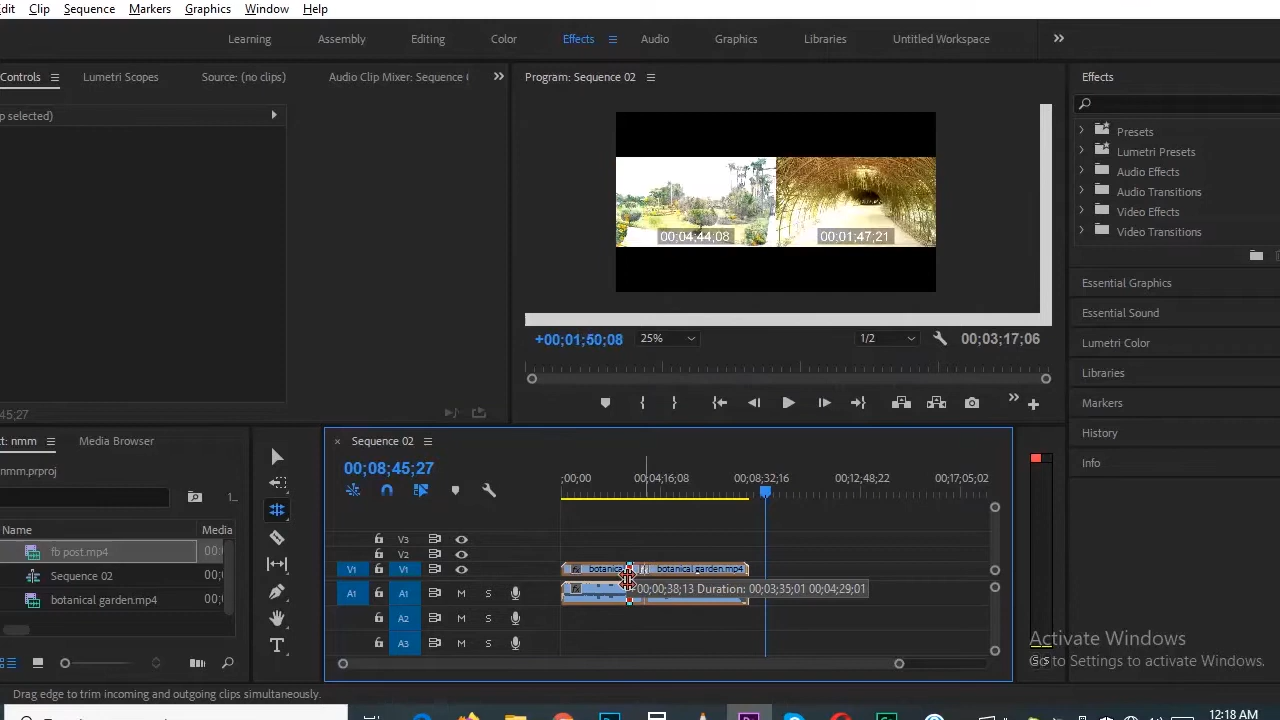 dit Clip Sequence Markers Graphics Window Help
Learning Assembly Editing Color Effects Audio Graphics Libraries Untitled Workspace
Controls Lumetri Scopes Source: (no clips) Audio Clip Mixer: Sequence
Program: Sequence 02
Effects
p selected)
Presets
Lumetri Presets
Audio Effects
Audio Transitions
Video Effects
Video Transitions
00;04;44;08 00;01;47;21
Essential Graphics
Essential Sound
+00;01;50;08 25% 1/2 00;03;17;06
Lumetri Color
Libraries
Markers
45;27
History
Info
ct: nmm Media Browser
Sequence 02
nmm.prproj
00;08;45;27
;00;00 00;04;16;08 00;08;32;16 00;12;48;22 00;17;05;02
1..
Name Media
fb post.mp4 00;
Sequence 02 00;
botanical garden.mp4 00;
V3
V2
V1 V1 botanica botanical garden.mp4
A1 A1 M S
00;00;38;13 Duration: 00;03;35;01 00;04;29;01
A2 M S
A3 M S
S S
Activate Windows
Go to Settings to activate Windows.
Drag edge to trim incoming and outgoing clips simultaneously.
12:18 AM